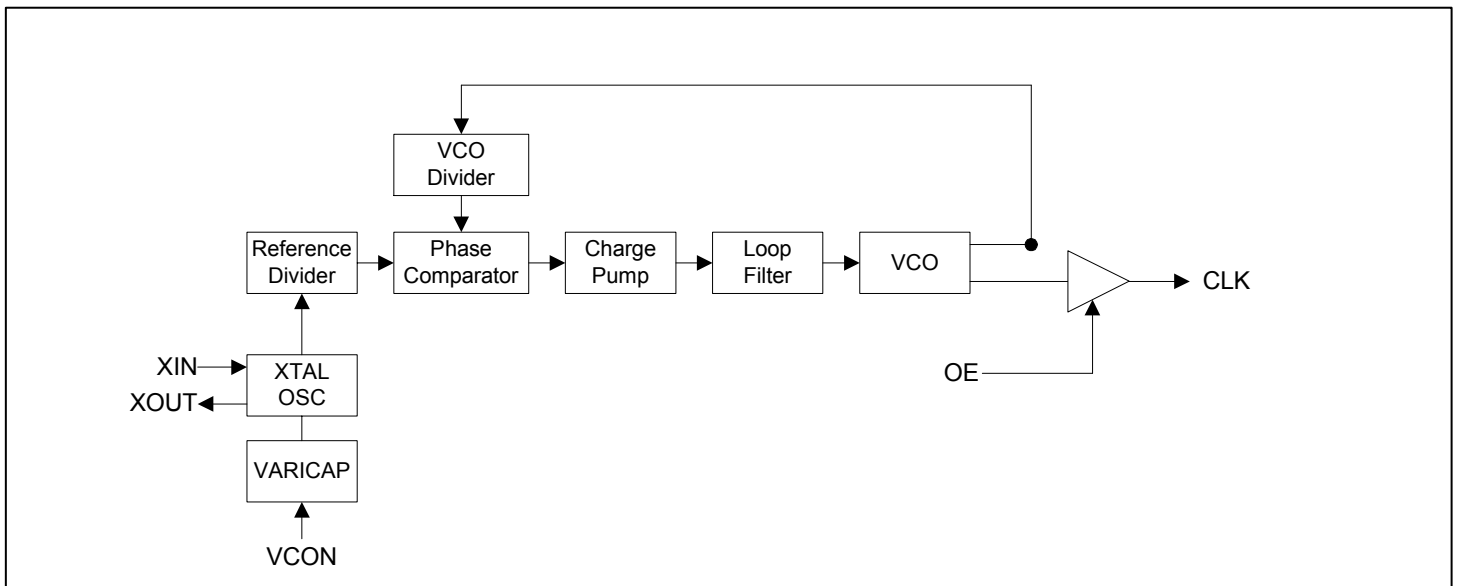 VCO
Divider
Reference
Divider
Phase
Comparator
Charge
Pump
Loop
Filter
VCO
CLK
XIN
XOUT
XTAL
OSC
OE
VARICAP
VCON